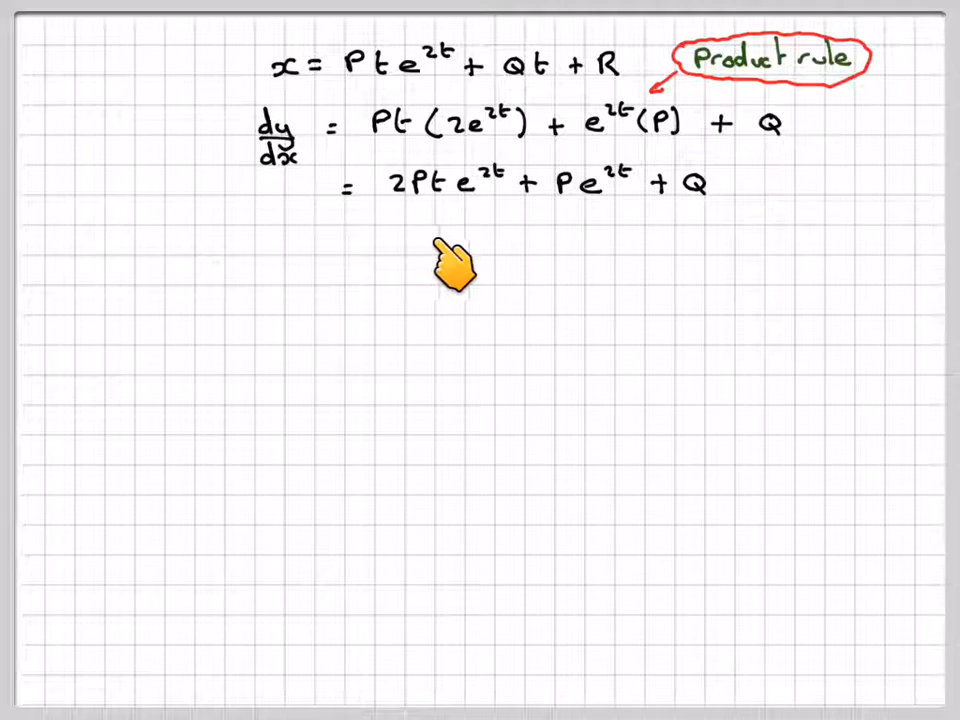 x = Pte^{2t} + Qt + R
Product rule
dy/dx = Pt(2e^{2t}) + e^{2t}(P) + Q
= 2Pte^{2t} + Pe^{2t} + Q